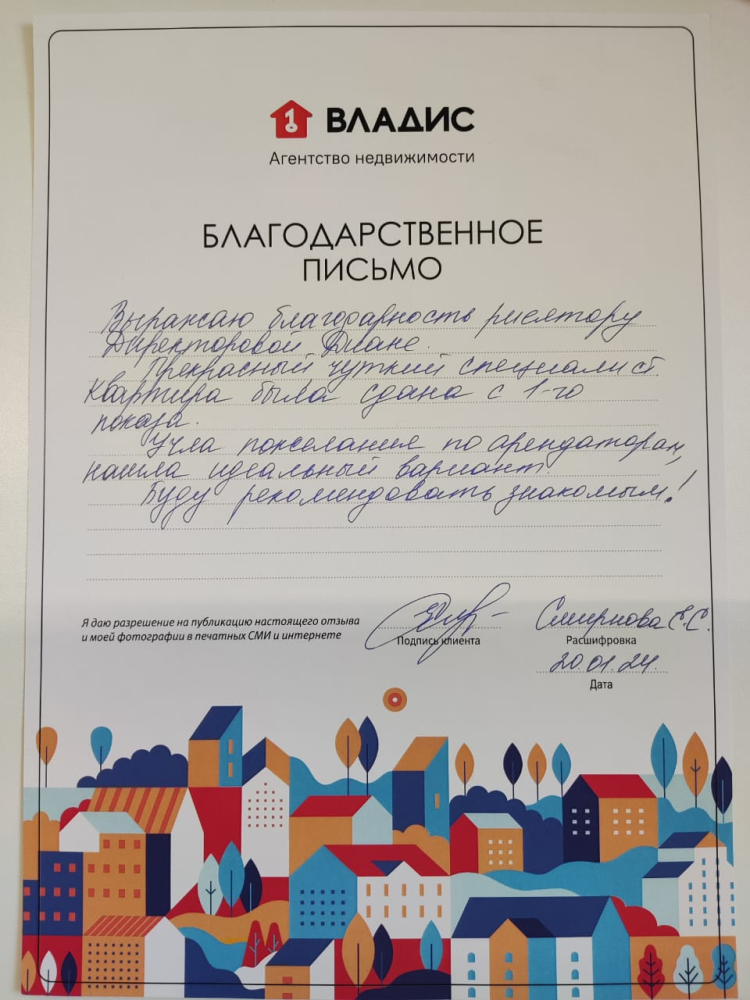 ВЛАДИС
Агентство недвижимости
БЛАГОДАРСТВЕННОЕ
ПИСЬМО
Выражаю благодарность риелтору
Директоровой Диане.
Прекрасный чуткий специалист.
Квартира была сдана с 1-го
показа.
Учла пожелания по арендаторам,
нашла идеальный вариант.
Буду рекомендовать знакомым!
Я даю разрешение на публикацию настоящего отзыва
и моей фотографии в печатных СМИ и интернете
Подпись клиента
Смирнова Е.С.
Расшифровка
20.01.24.
Дата